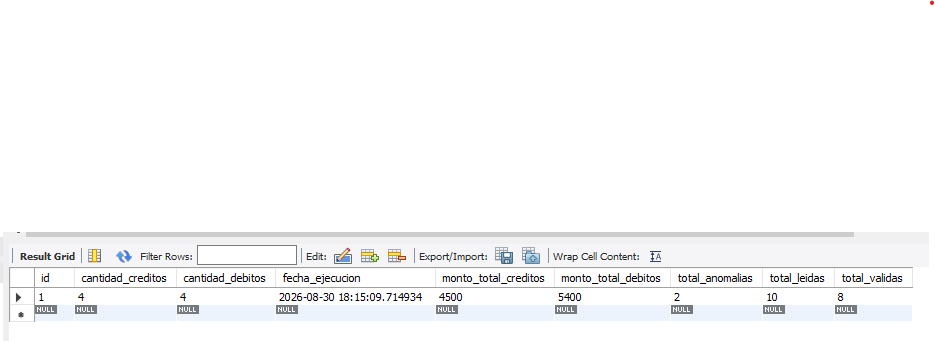 Result Grid Filter Rows: Edit: Export/Import: Wrap Cell Content:
id cantidad_creditos cantidad_debitos fecha_ejecucion monto_total_creditos monto_total_debitos total_anomalias total_leidas total_validas
1 4 4 2026-08-30 18:15:09.714934 4500 5400 2 10 8
NULL NULL NULL NULL NULL NULL NULL NULL NULL